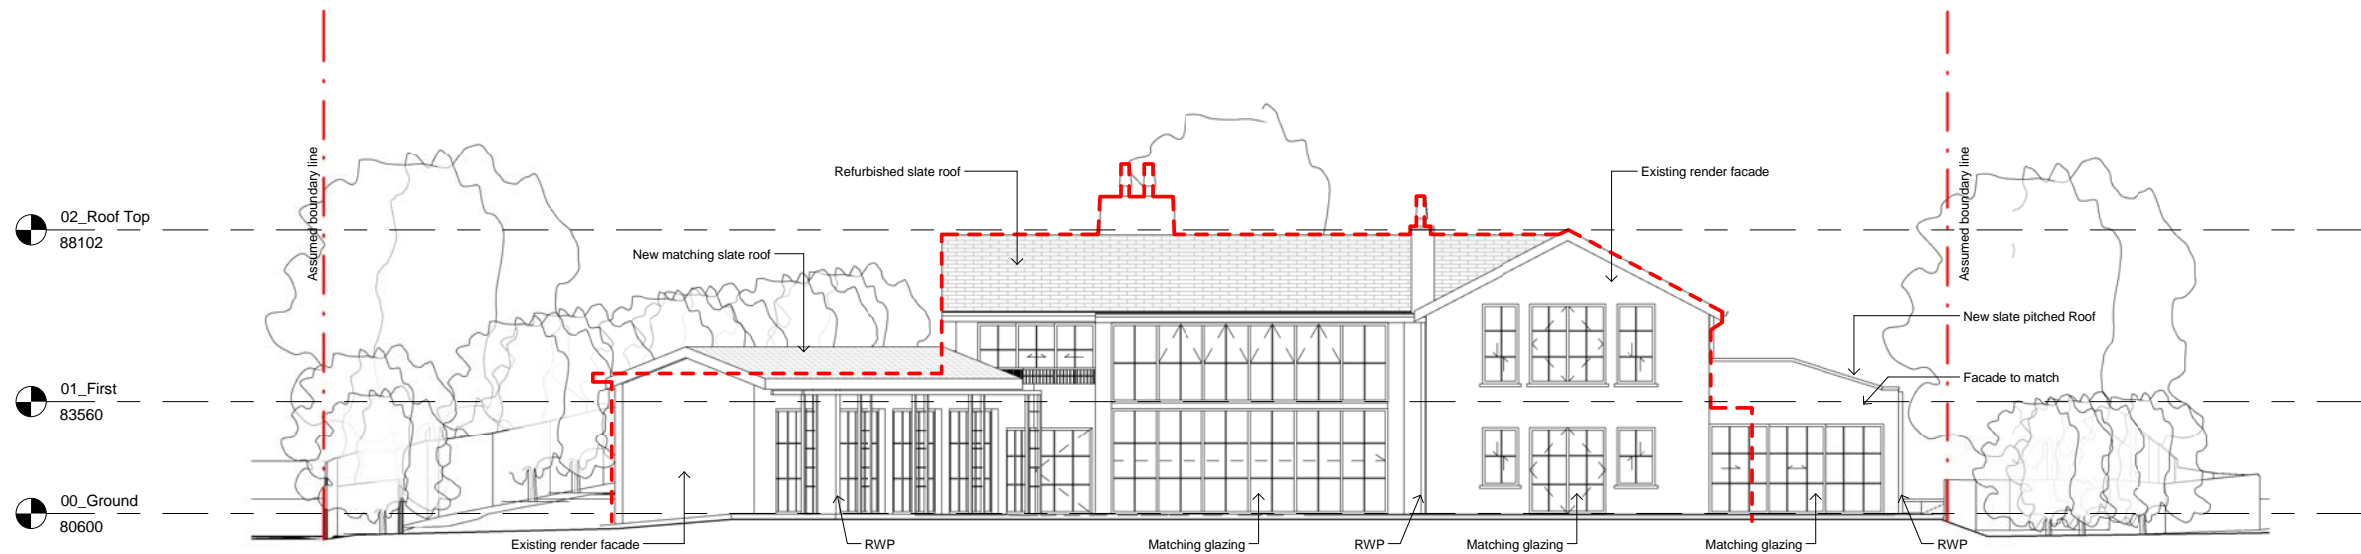 Assumed boundary line
Assumed boundary line
Refurbished slate roof
Existing render facade
02_Roof Top
88102
New matching slate roof
New slate pitched Roof
Facade to match
01_First
83560
00_Ground
80600
Existing render facade
RWP
Matching glazing
RWP
Matching glazing
Matching glazing
RWP